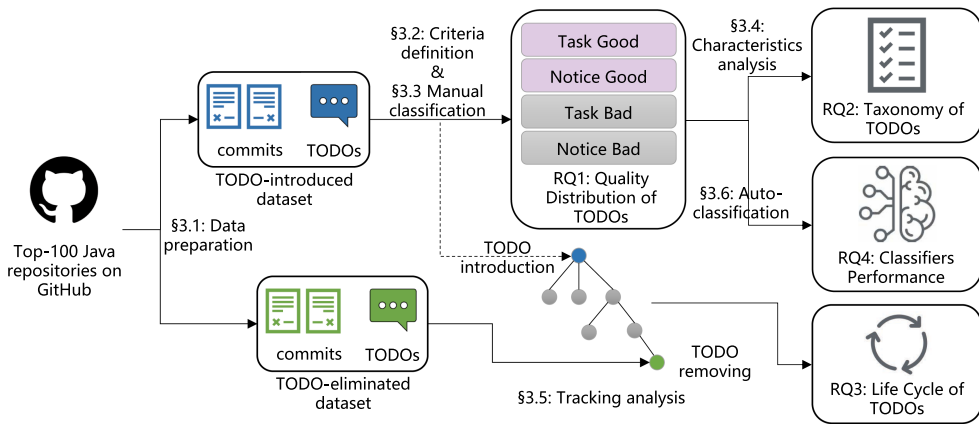 Top-100 Java
repositories on
GitHub
§3.1: Data
preparation
commits
TODOs
TODO-introduced
dataset
commits
TODOs
TODO-eliminated
dataset
§3.2: Criteria
definition
&
§3.3 Manual
classification
Task Good
Notice Good
Task Bad
Notice Bad
RQ1: Quality
Distribution of
TODOs
TODO
introduction
TODO
removing
§3.5: Tracking analysis
§3.4:
Characteristics
analysis
RQ2: Taxonomy of
TODOs
§3.6: Auto-
classification
RQ4: Classifiers
Performance
RQ3: Life Cycle of
TODOs